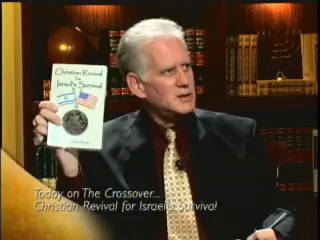 Christian Revival
for
Israel's Survival
Today on The Crossover...
Christian Revival for Israel's Survival